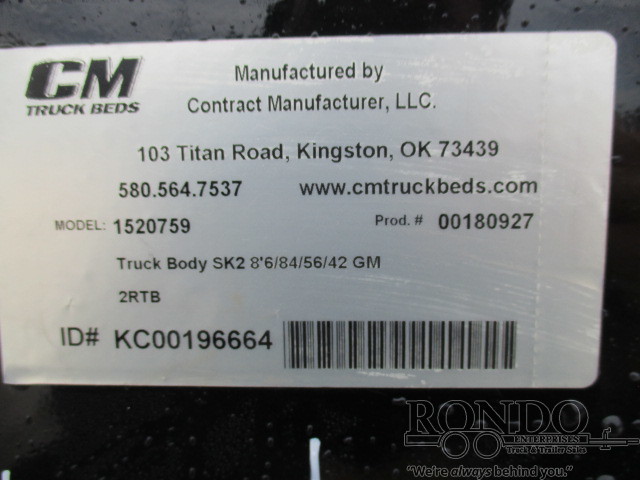 CM
TRUCK BEDS
Manufactured by
Contract Manufacturer, LLC.
103 Titan Road, Kingston, OK 73439
580.564.7537 www.cmtruckbeds.com
MODEL: 1520759 Prod. # 00180927
Truck Body SK2 8'6/84/56/42 GM
2RTB
ID# KC00196664
RONDO
ENTERPRISES
Truck & Trailer Sales
"We're always behind you."